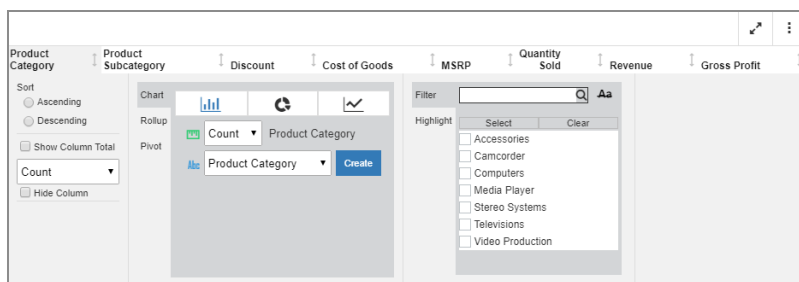 Product Category
Product Subcategory
Discount
Cost of Goods
MSRP
Quantity Sold
Revenue
Gross Profit
Sort
Ascending
Descending
Show Column Total
Count
Hide Column
Chart
Rollup
Pivot
Count
Product Category
Abc
Product Category
Create
Filter
Aa
Highlight
Select
Clear
Accessories
Camcorder
Computers
Media Player
Stereo Systems
Televisions
Video Production